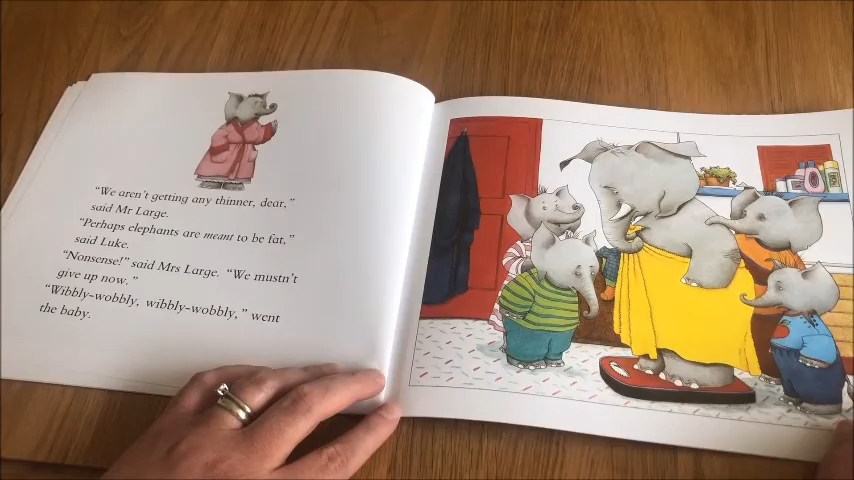 “We aren’t getting any thinner, dear,”
said Mr Large.
“Perhaps elephants are meant to be fat,”
said Luke.
“Nonsense!” said Mrs Large. “We mustn’t
give up now.”
“Wibbly-wobbly, wibbly-wobbly,” went
the baby.